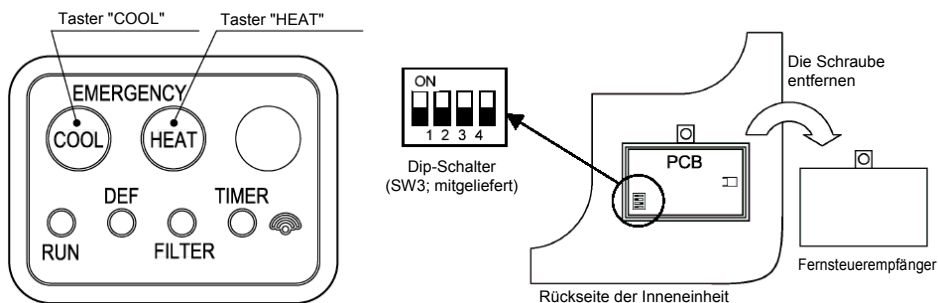 Taster "COOL"
Taster "HEAT"
EMERGENCY
COOL
HEAT
DEF
TIMER
RUN
FILTER
ON
1 2 3 4
Dip-Schalter
(SW3; mitgeliefert)
PCB
Die Schraube
entfernen
Fernsteuerempfänger
Rückseite der Inneneinheit